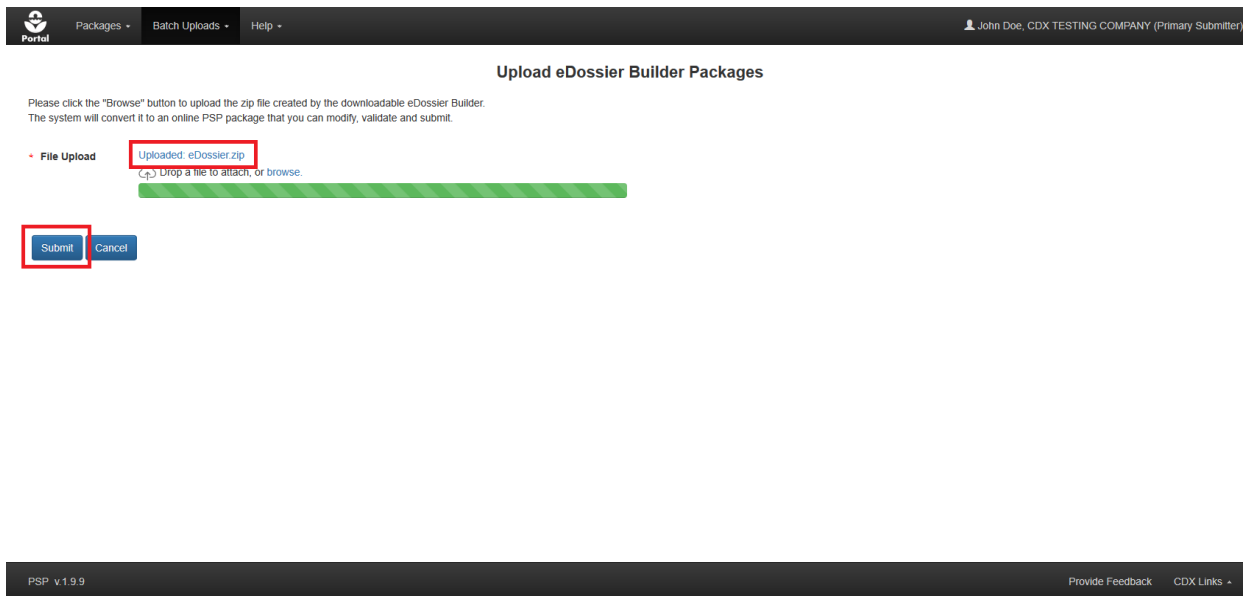 Portal
Packages
Batch Uploads
Help
John Doe, CDX TESTING COMPANY (Primary Submitter)
Upload eDossier Builder Packages
Please click the "Browse" button to upload the zip file created by the downloadable eDossier Builder.
The system will convert it to an online PSP package that you can modify, validate and submit.
* File Upload
Uploaded: eDossier.zip
Drop a file to attach, or browse.
Submit
Cancel
PSP v.1.9.9
Provide Feedback
CDX Links